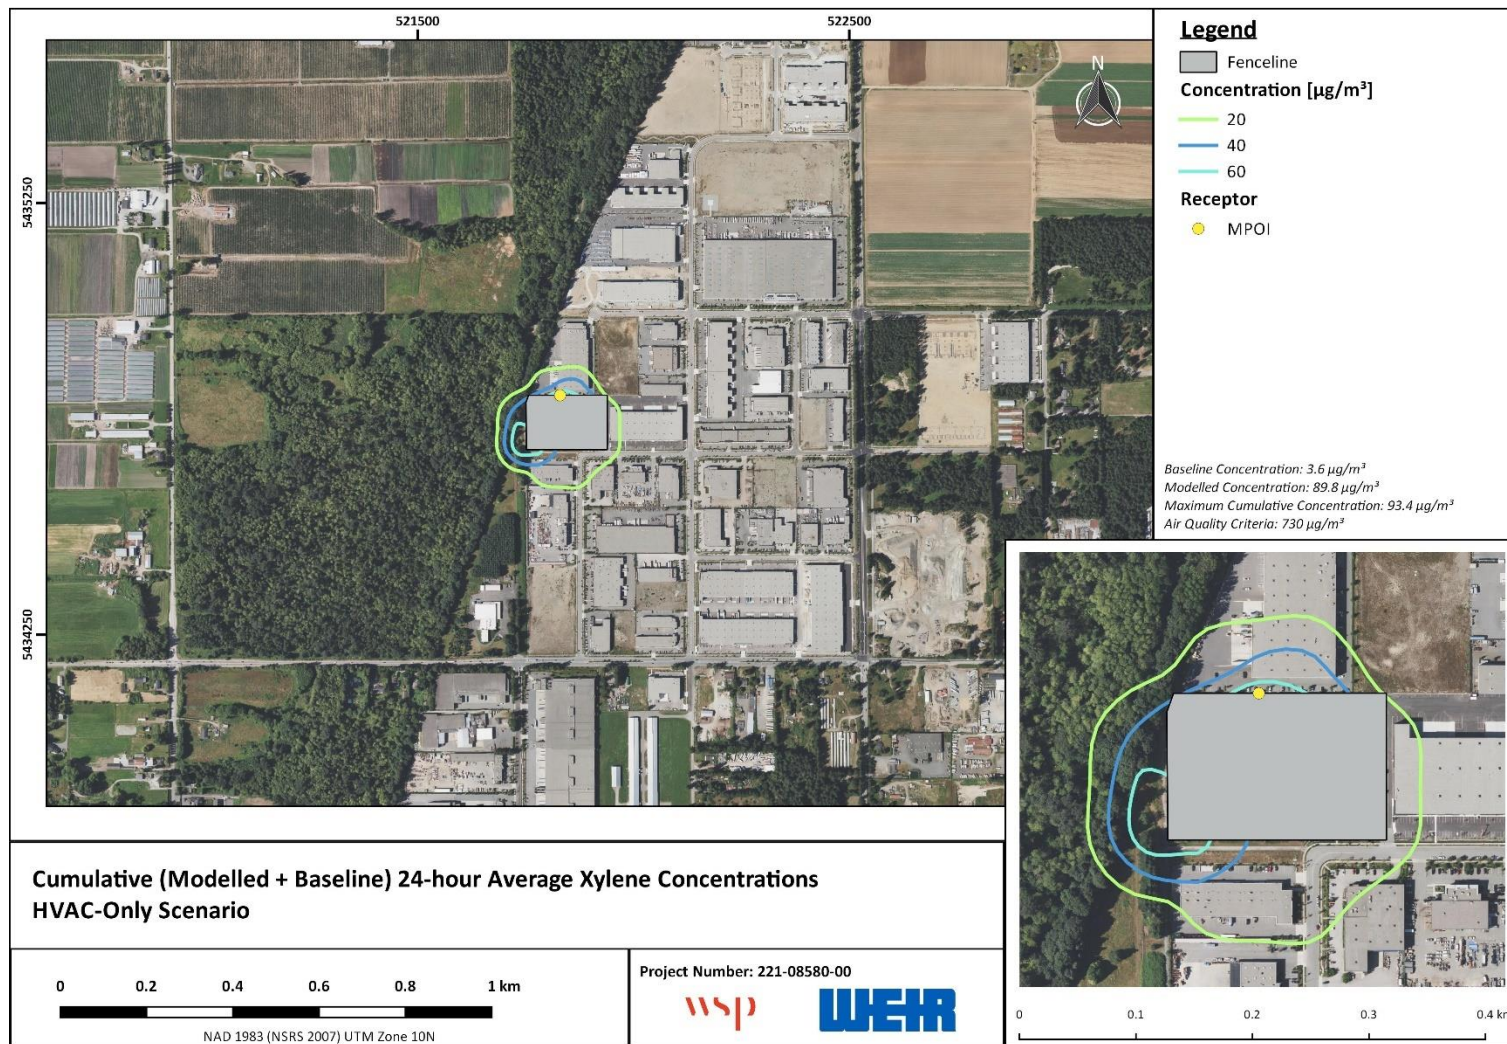 521500
522500
5435250
5434250
N
Legend
Fenceline
Concentration [µg/m³]
20
40
60
Receptor
MPOI
Baseline Concentration: 3.6 µg/m³
Modelled Concentration: 89.8 µg/m³
Maximum Cumulative Concentration: 93.4 µg/m³
Air Quality Criteria: 730 µg/m³
Cumulative (Modelled + Baseline) 24-hour Average Xylene Concentrations
HVAC-Only Scenario
0 0.2 0.4 0.6 0.8 1 km
NAD 1983 (NSRS 2007) UTM Zone 10N
Project Number: 221-08580-00
wsp WEIR
0 0.1 0.2 0.3 0.4 km